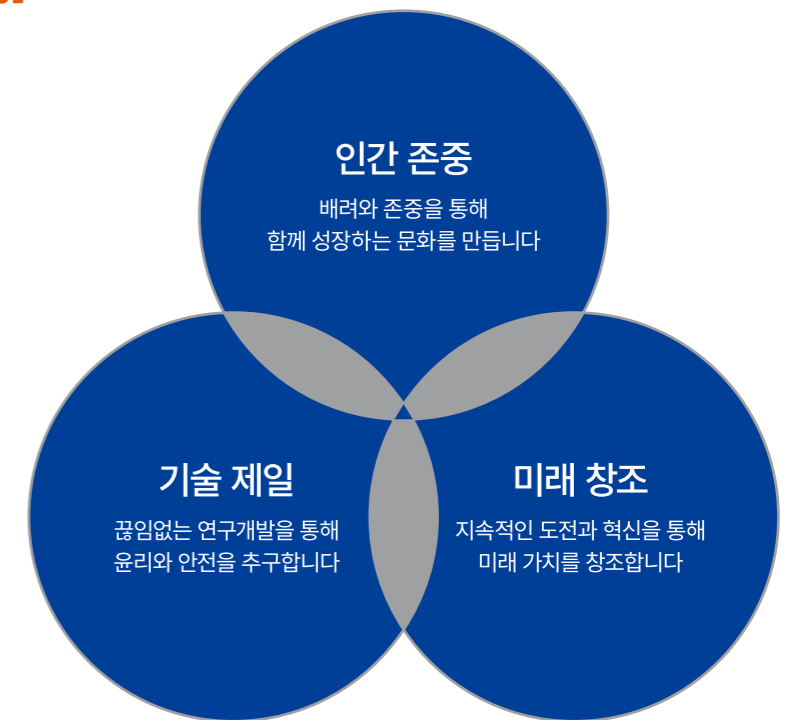 인간 존중
배려와 존중을 통해
함께 성장하는 문화를 만듭니다
기술 제일
끊임없는 연구개발을 통해
윤리와 안전을 추구합니다
미래 창조
지속적인 도전과 혁신을 통해
미래 가치를 창조합니다